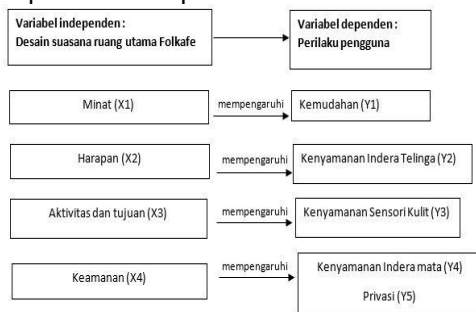 Variabel independen :
Desain suasana ruang utama Folkafe
Variabel dependen :
Perilaku pengguna
Minat (X1)
mempengaruhi
Kemudahan (Y1)
Harapan (X2)
mempengaruhi
Kenyamanan Indera Telinga (Y2)
Aktivitas dan tujuan (X3)
mempengaruhi
Kenyamanan Sensori Kulit (Y3)
Keamanan (X4)
mempengaruhi
Kenyamanan Indera mata (Y4)
Privasi (Y5)